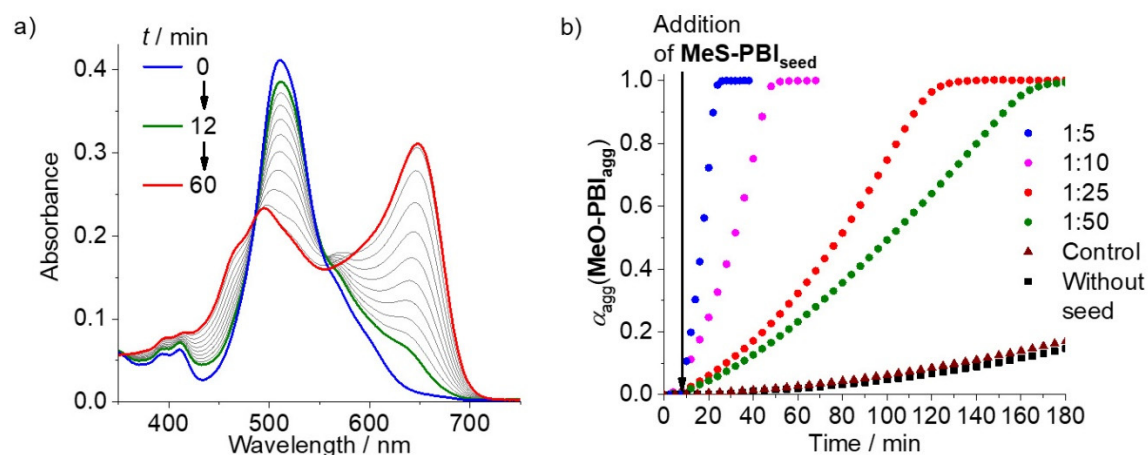 a)
t / min
0
12
60
0.4
0.3
0.2
0.1
0.0
Absorbance
400 500 600 700
Wavelength / nm
b)
Addition
of MeS-PBIseed
1.0
0.8
0.6
0.4
0.2
0.0
αagg(MeO-PBIagg)
0 20 40 60 80 100 120 140 160 180
Time / min
1:5
1:10
1:25
1:50
Control
Without
seed